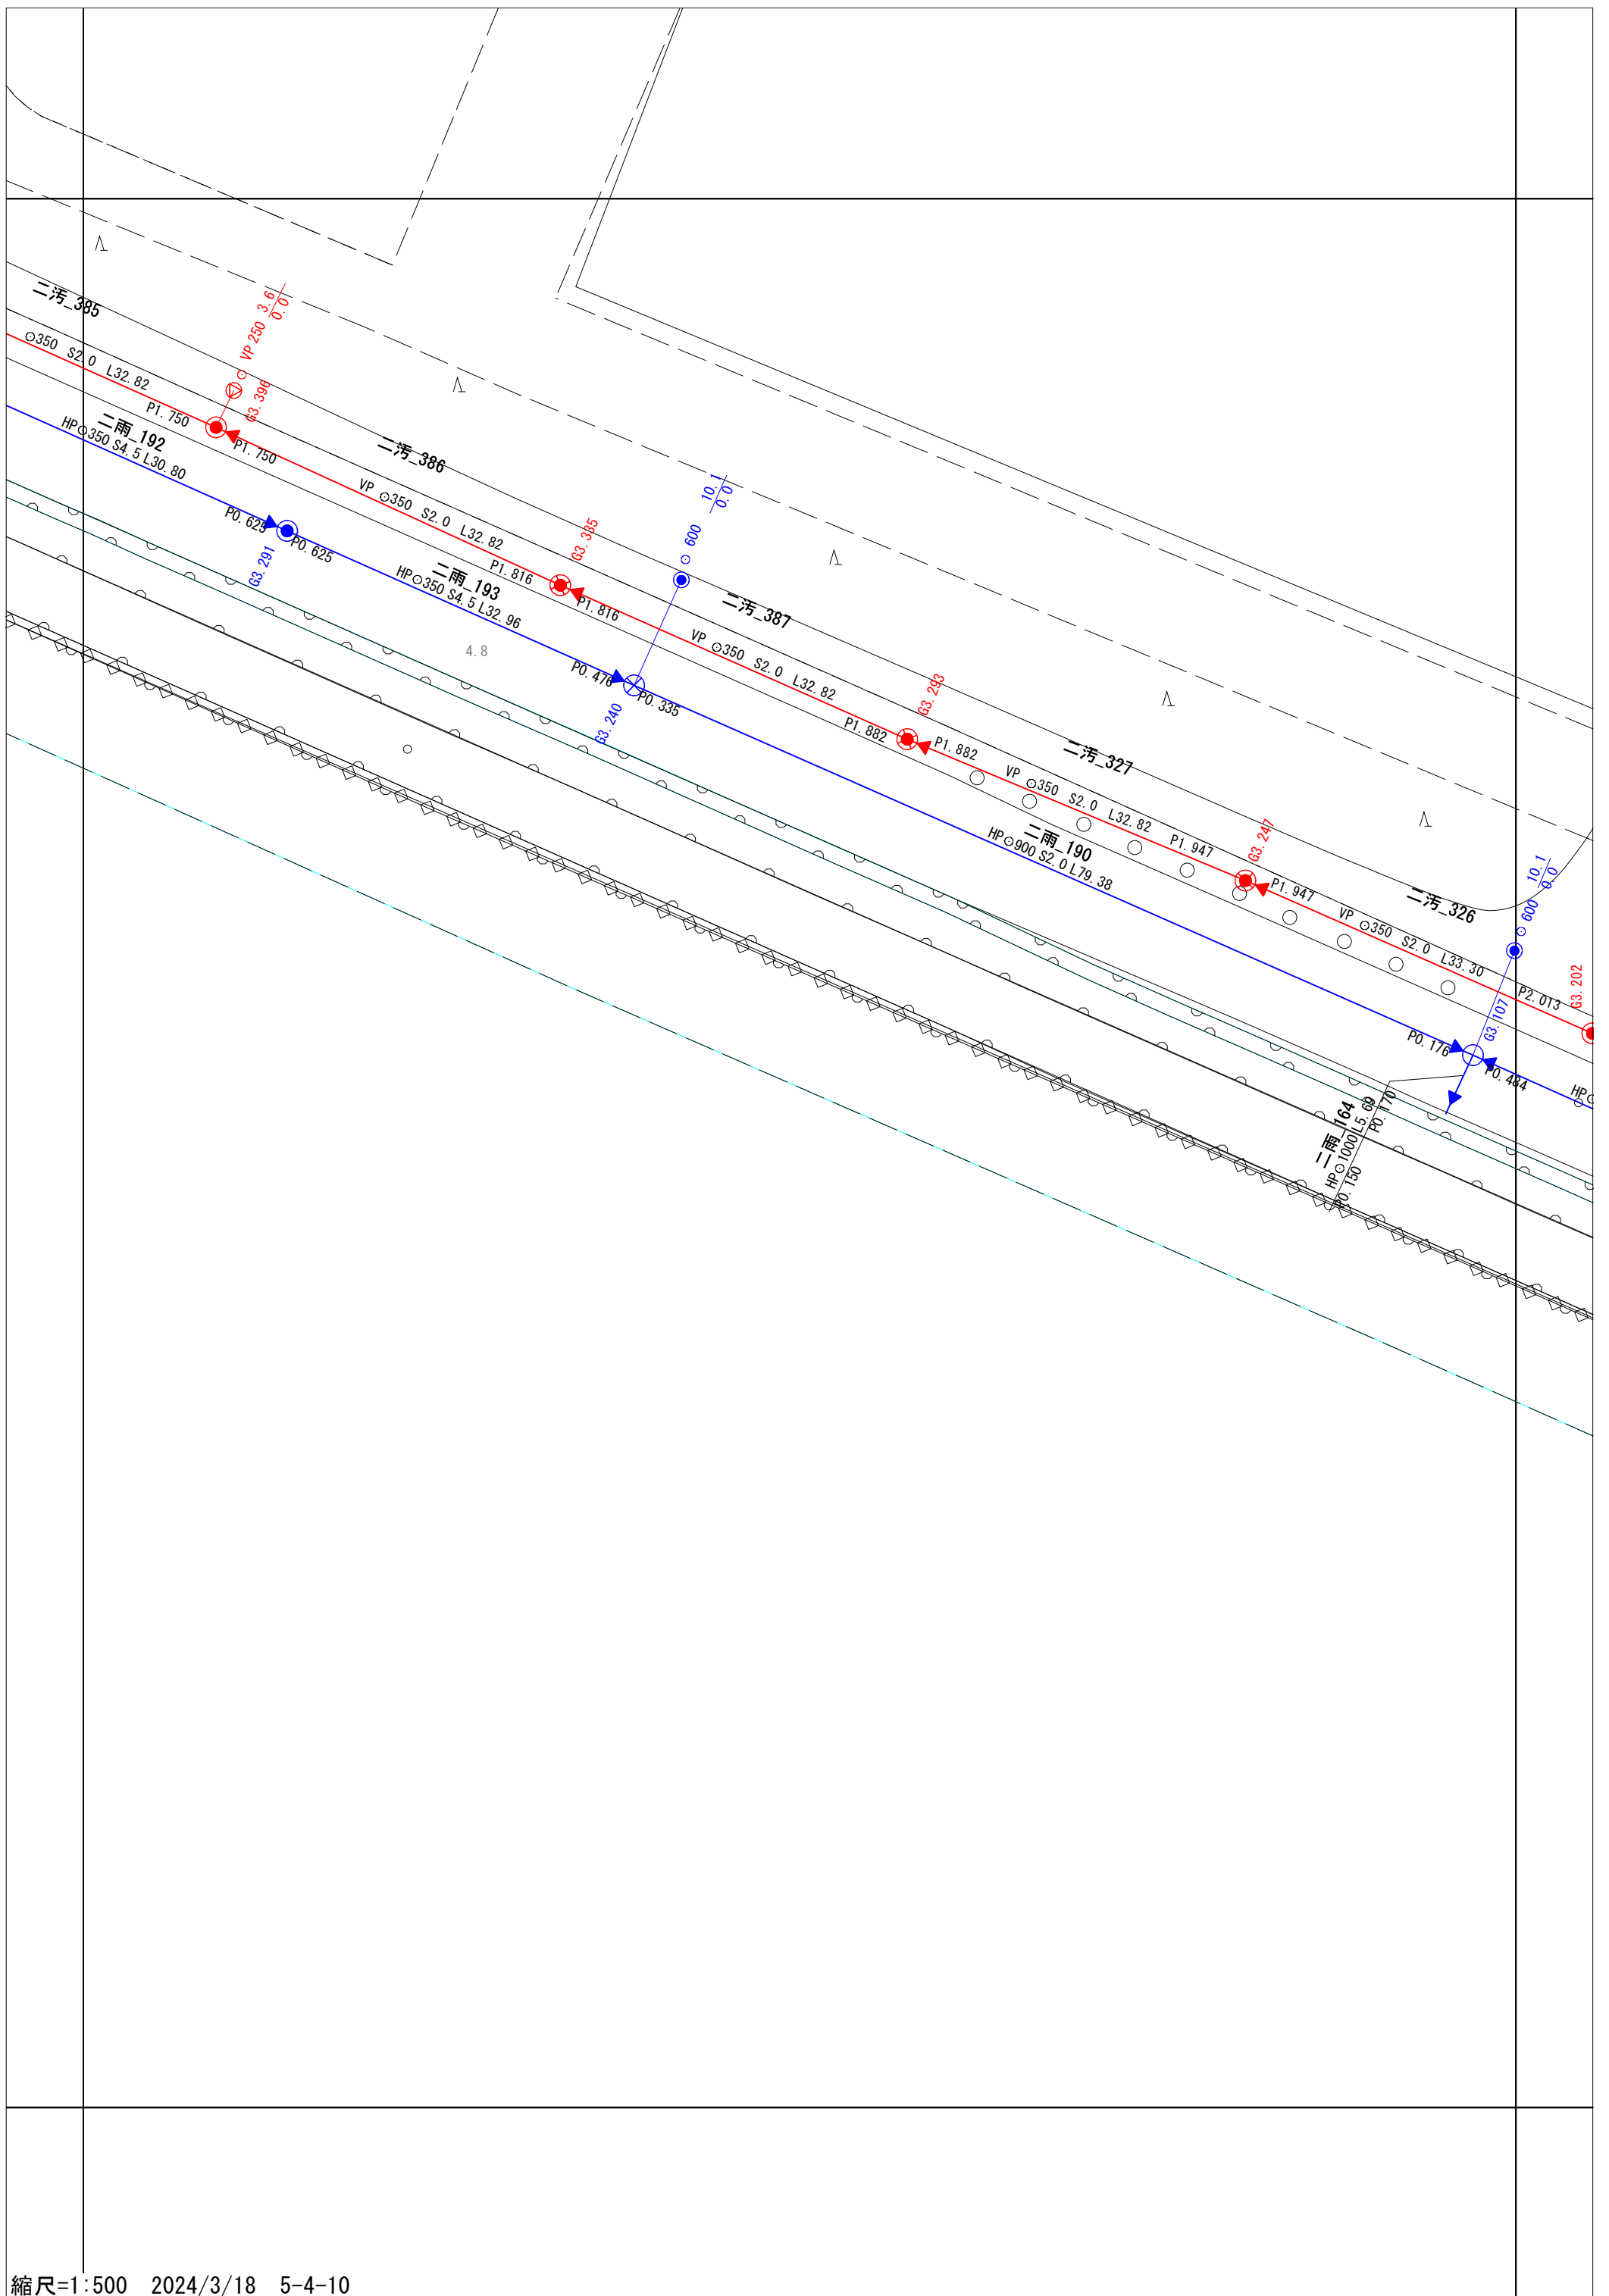 二汚_385
⊙350 S2.0 L32.82
P1.750
VP 250 3.6
0.0
G3.396
P1.750
二雨_192
HP⊙350 S4.5 L30.80
P0.625
P0.625
G3.291
二汚_386
VP ⊙350 S2.0 L32.82
P1.816
G3.335
P1.816
10.1
0.0
⊙ 600
二雨_193
HP⊙350 S4.5 L32.96
4.8
P0.476
P0.335
G3.240
二汚_387
VP ⊙350 S2.0 L32.82
P1.882
G3.293
P1.882
二汚_327
VP ⊙350 S2.0 L32.82
P1.947
G3.247
P1.947
二雨_190
HP⊙900 S2.0 L79.38
二汚_326
VP ⊙350 S2.0 L33.30
10.1
0.0
⊙ 600
P2.013
G3.202
G3.107
P0.176
P0.484
HP⊙
二雨_164
HP⊙1000 L5.69
P0.170
P0.150
縮尺=1:500 2024/3/18 5-4-10